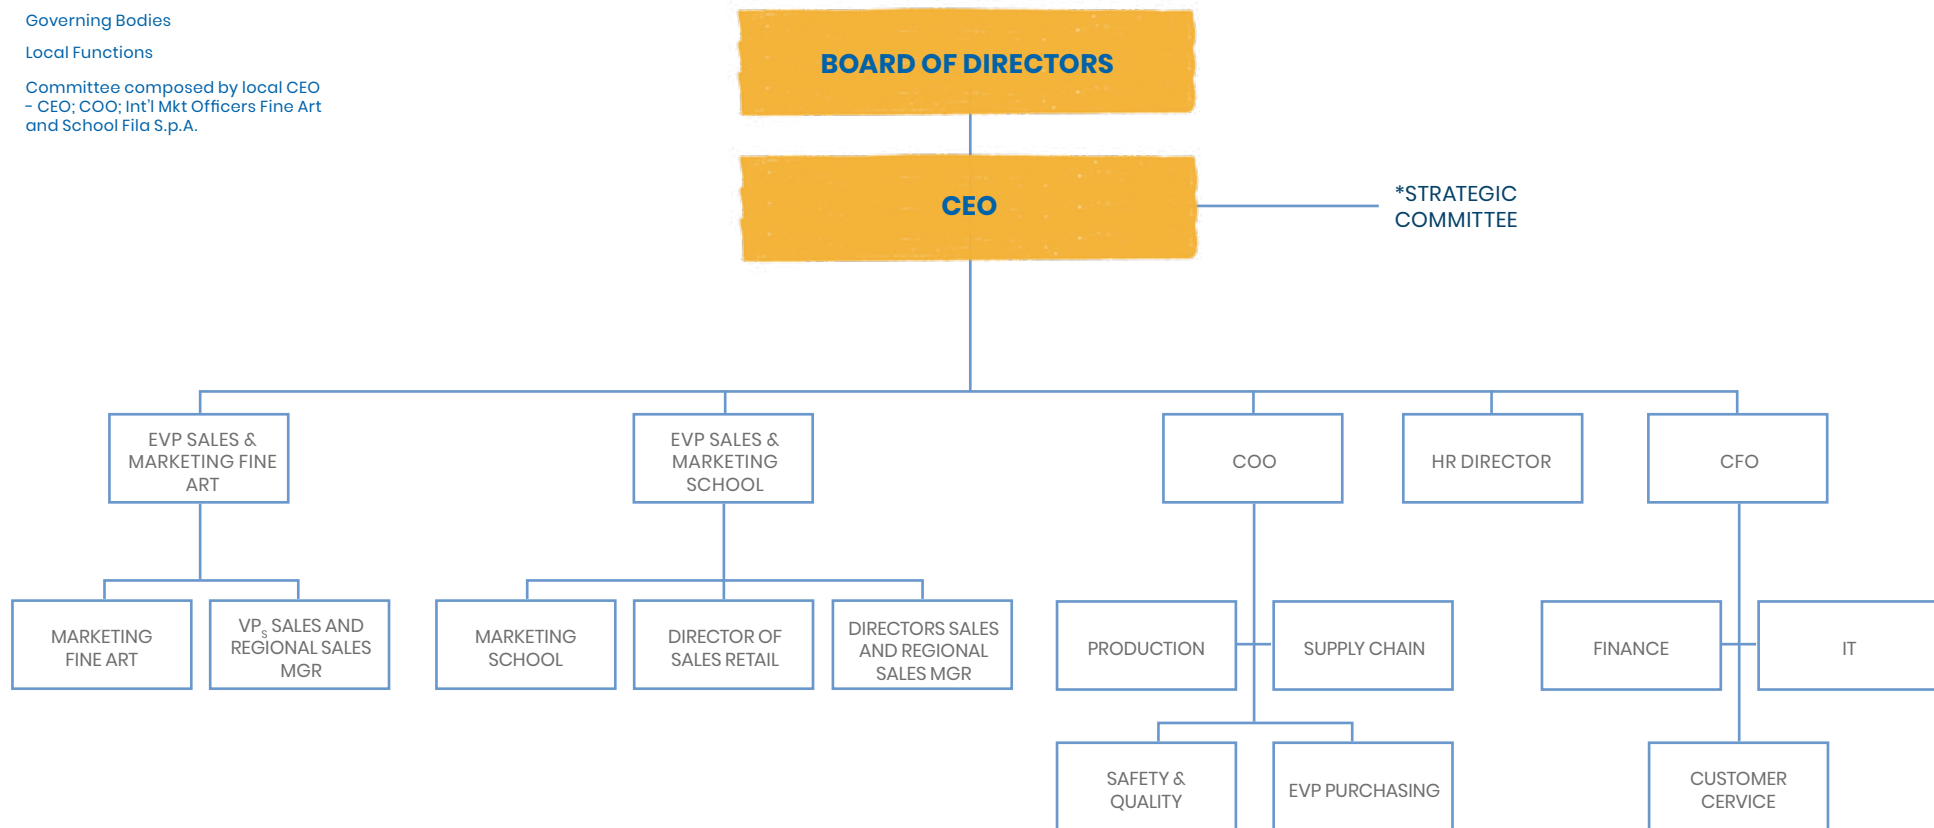 Governing Bodies
Local Functions
Committee composed by local CEO
- CEO; COO; Int'l Mkt Officers Fine Art
and School Fila S.p.A.
BOARD OF DIRECTORS
CEO
*STRATEGIC
COMMITTEE
EVP SALES &
MARKETING FINE
ART
EVP SALES &
MARKETING
SCHOOL
COO
HR DIRECTOR
CFO
MARKETING
FINE ART
VPs SALES AND
REGIONAL SALES
MGR
MARKETING
SCHOOL
DIRECTOR OF
SALES RETAIL
DIRECTORS SALES
AND REGIONAL
SALES MGR
PRODUCTION
SUPPLY CHAIN
FINANCE
IT
SAFETY &
QUALITY
EVP PURCHASING
CUSTOMER
CERVICE